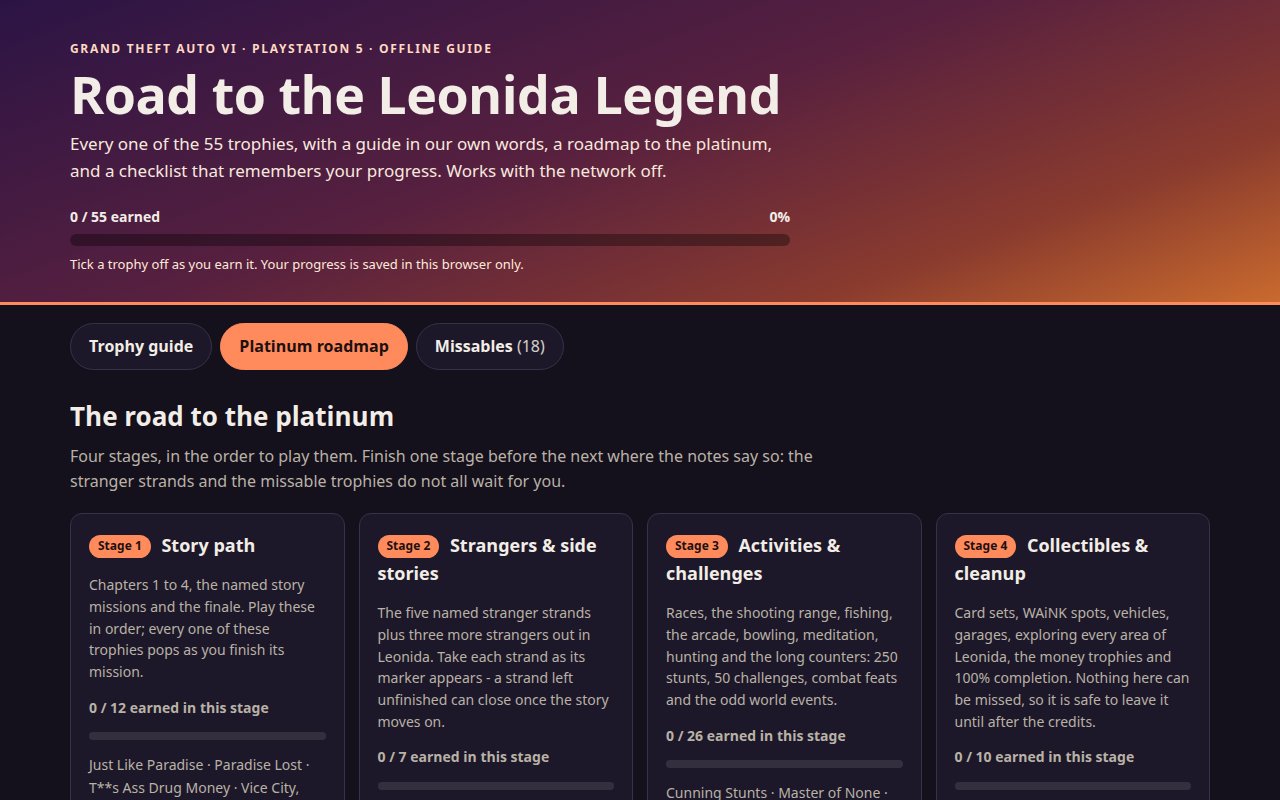 GRAND THEFT AUTO VI · PLAYSTATION 5 · OFFLINE GUIDE
Road to the Leonida Legend
Every one of the 55 trophies, with a guide in our own words, a roadmap to the platinum,
and a checklist that remembers your progress. Works with the network off.
0 / 55 earned
0%
Tick a trophy off as you earn it. Your progress is saved in this browser only.
Trophy guide
Platinum roadmap
Missables (18)
The road to the platinum
Four stages, in the order to play them. Finish one stage before the next where the notes say so: the
stranger strands and the missable trophies do not all wait for you.
Stage 1 Story path
Chapters 1 to 4, the named story
missions and the finale. Play these
in order; every one of these
trophies pops as you finish its
mission.
0 / 12 earned in this stage
Just Like Paradise · Paradise Lost ·
T**s Ass Drug Money · Vice City,
Stage 2 Strangers & side
stories
The five named stranger strands
plus three more strangers out in
Leonida. Take each strand as its
marker appears - a strand left
unfinished can close once the story
moves on.
0 / 7 earned in this stage
Stage 3 Activities &
challenges
Races, the shooting range, fishing,
the arcade, bowling, meditation,
hunting and the long counters: 250
stunts, 50 challenges, combat feats
and the odd world events.
0 / 26 earned in this stage
Cunning Stunts · Master of None ·
Stage 4 Collectibles &
cleanup
Card sets, WAiNK spots, vehicles,
garages, exploring every area of
Leonida, the money trophies and
100% completion. Nothing here can
be missed, so it is safe to leave it
until after the credits.
0 / 10 earned in this stage